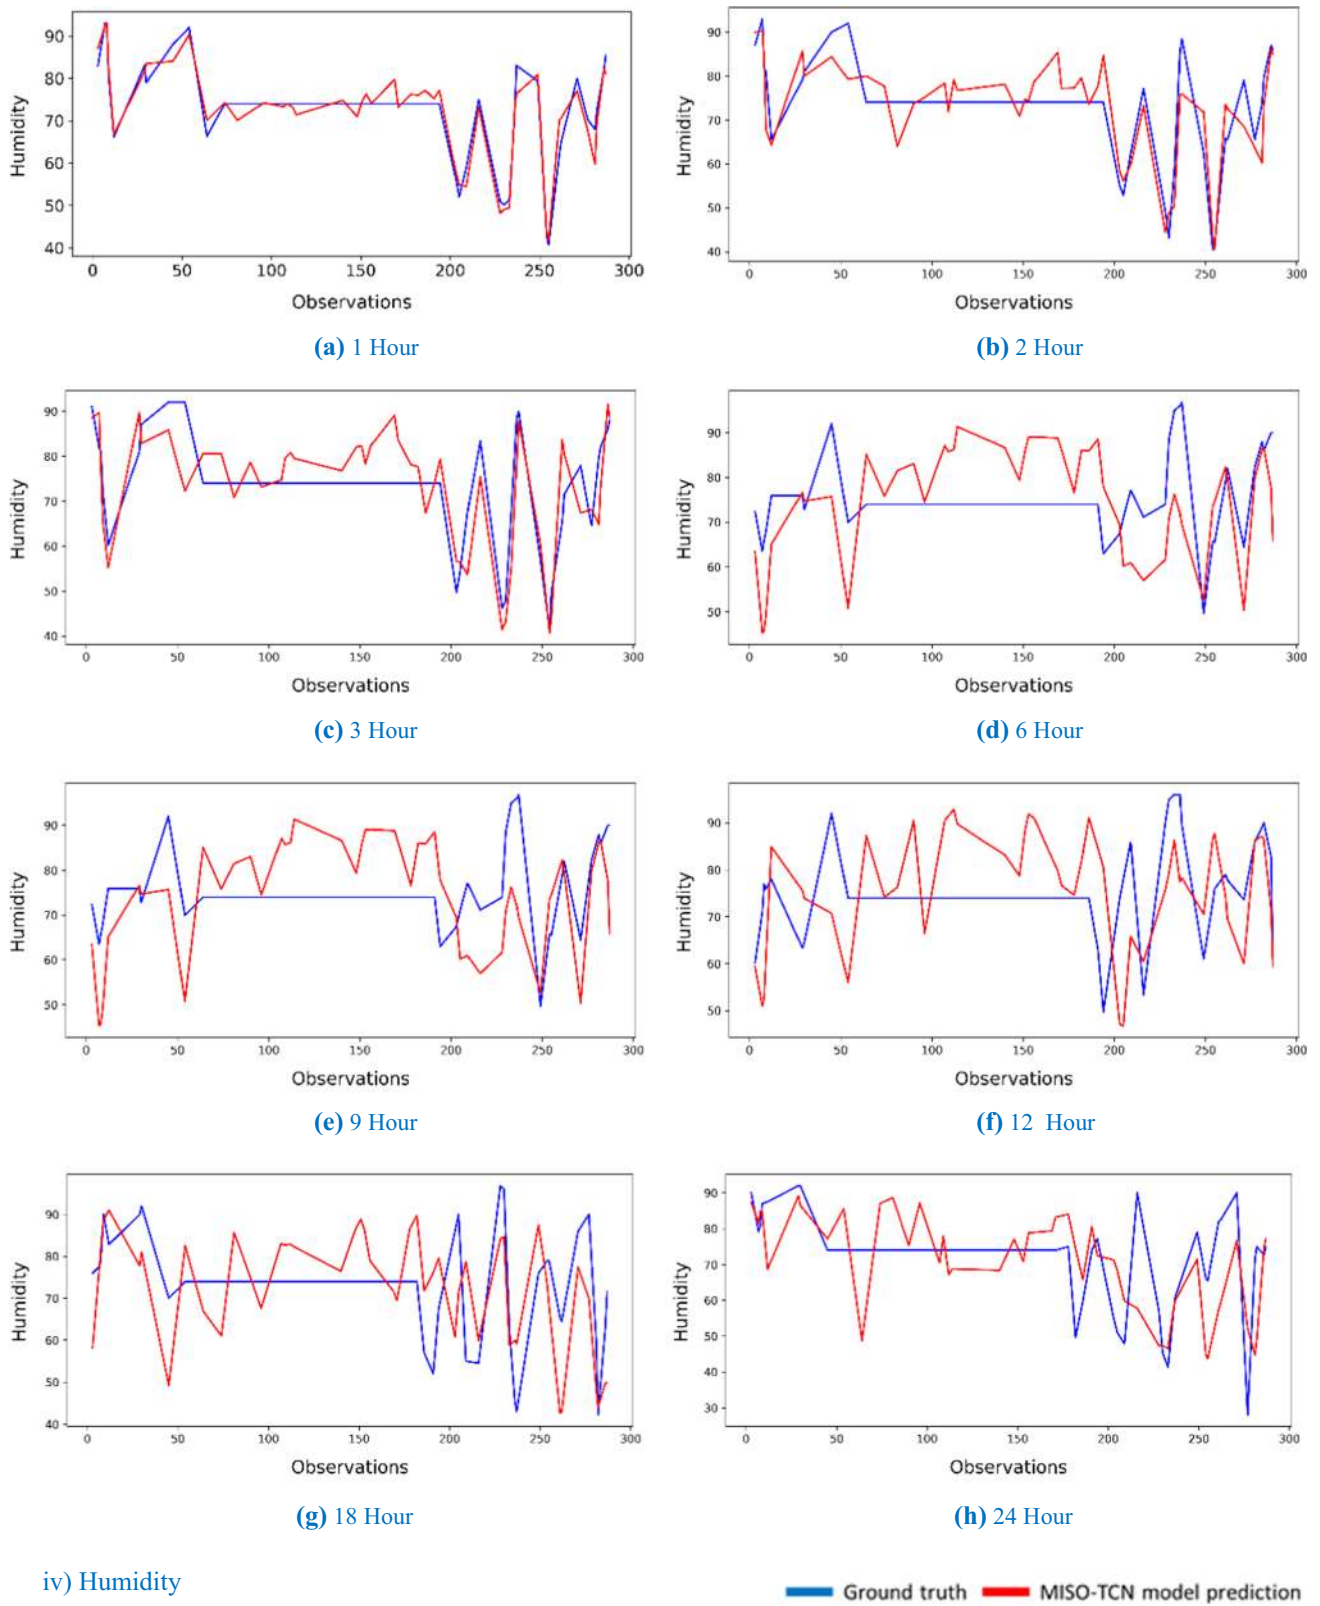 90
80
70
60
50
40
Humidity
0 50 100 150 200 250 300
Observations
(a) 1 Hour
90
80
70
60
50
40
Humidity
0 50 100 150 200 250 300
Observations
(b) 2 Hour
90
80
70
60
50
40
Humidity
0 50 100 150 200 250 300
Observations
(c) 3 Hour
90
80
70
60
50
Humidity
0 50 100 150 200 250 300
Observations
(d) 6 Hour
90
80
70
60
50
Humidity
0 50 100 150 200 250 300
Observations
(e) 9 Hour
90
80
70
60
50
Humidity
0 50 100 150 200 250 300
Observations
(f) 12 Hour
90
80
70
60
50
40
Humidity
0 50 100 150 200 250 300
Observations
(g) 18 Hour
90
80
70
60
50
40
30
Humidity
0 50 100 150 200 250 300
Observations
(h) 24 Hour
iv) Humidity
Ground truth MISO-TCN model prediction